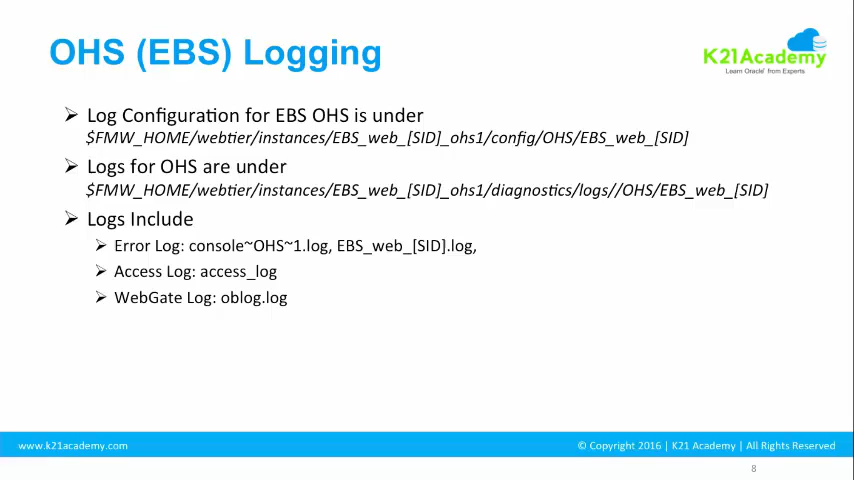 OHS (EBS) Logging
K21Academy
Learn Oracle® from Experts
➢ Log Configuration for EBS OHS is under
$FMW_HOME/webtier/instances/EBS_web_[SID]_ohs1/config/OHS/EBS_web_[SID]
➢ Logs for OHS are under
$FMW_HOME/webtier/instances/EBS_web_[SID]_ohs1/diagnostics/logs//OHS/EBS_web_[SID]
➢ Logs Include
➢ Error Log: console~OHS~1.log, EBS_web_[SID].log,
➢ Access Log: access_log
➢ WebGate Log: oblog.log
www.k21academy.com
© Copyright 2016 | K21 Academy | All Rights Reserved
8